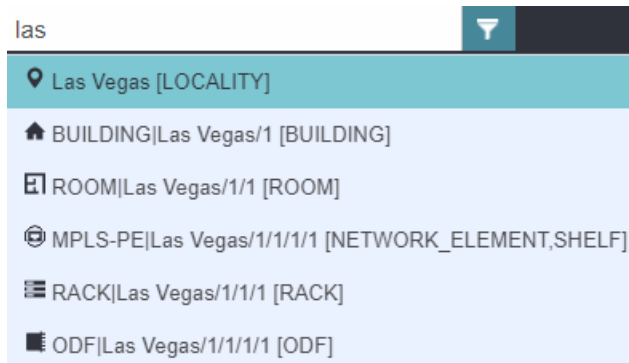 las
Las Vegas [LOCALITY]
BUILDING|Las Vegas/1 [BUILDING]
ROOM|Las Vegas/1/1 [ROOM]
MPLS-PE|Las Vegas/1/1/1/1 [NETWORK_ELEMENT,SHELF]
RACK|Las Vegas/1/1/1 [RACK]
ODF|Las Vegas/1/1/1/1 [ODF]